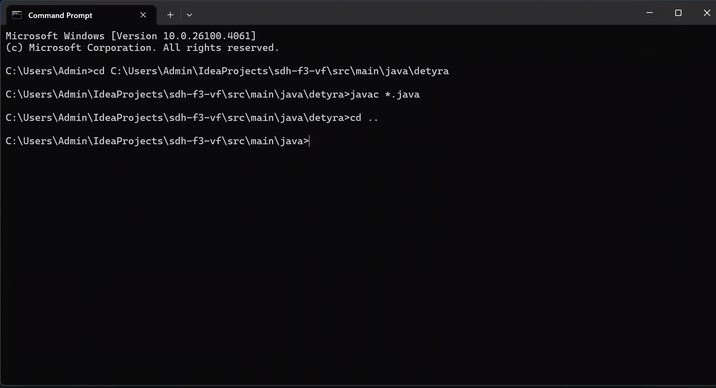 Command Prompt
Microsoft Windows [Version 10.0.26100.4061]
(c) Microsoft Corporation. All rights reserved.
C:\Users\Admin>cd C:\Users\Admin\IdeaProjects\sdh-f3-vf\src\main\java\detyra
C:\Users\Admin\IdeaProjects\sdh-f3-vf\src\main\java\detyra>javac *.java
C:\Users\Admin\IdeaProjects\sdh-f3-vf\src\main\java\detyra>cd ..
C:\Users\Admin\IdeaProjects\sdh-f3-vf\src\main\java>